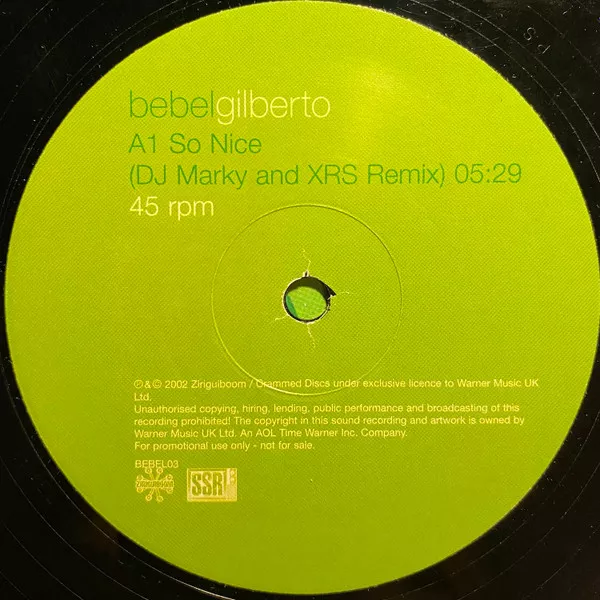 bebelgilberto
A1 So Nice
(DJ Marky and XRS Remix) 05:29
45 rpm
℗ & © 2002 Ziriguiboom / Crammed Discs under exclusive licence to Warner Music UK
Ltd.
Unauthorised copying, hiring, lending, public performance and broadcasting of this
recording prohibited! The copyright in this sound recording and artwork is owned by
Warner Music UK Ltd. An AOL Time Warner Inc. Company.
For promotional use only - not for sale.
BEBEL03
ZIRIGUIBOOM
SSR